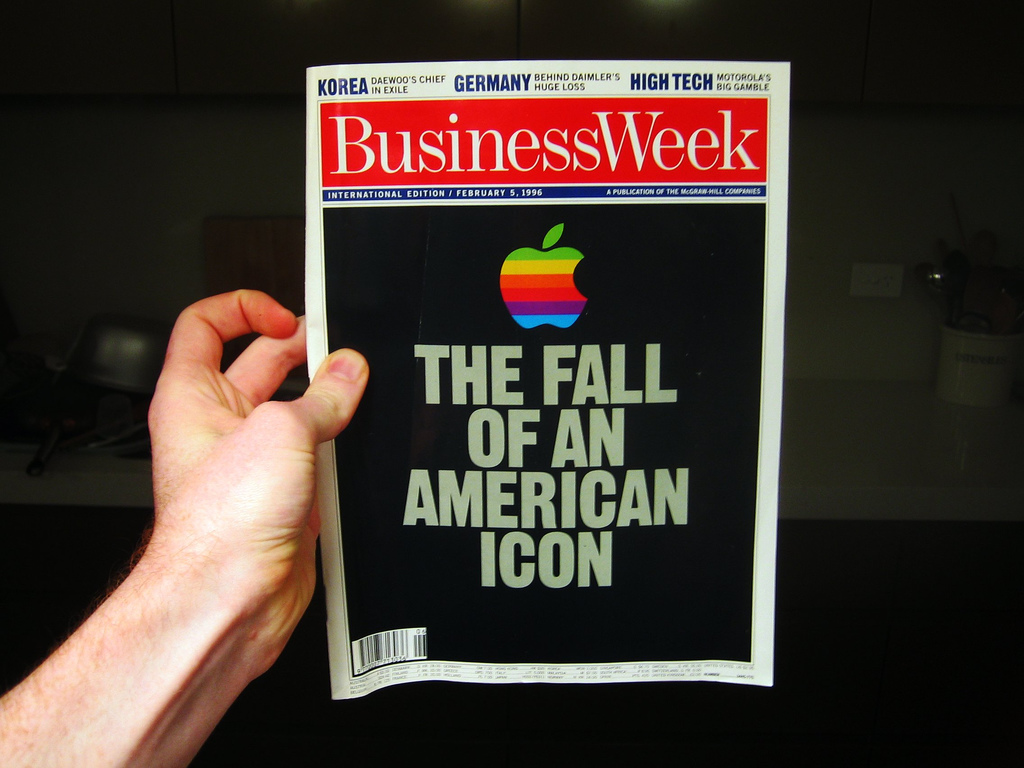 KOREA DAEWOO'S CHIEF IN EXILE
GERMANY BEHIND DAIMLER'S HUGE LOSS
HIGH TECH MOTOROLA'S BIG GAMBLE
BusinessWeek
INTERNATIONAL EDITION / FEBRUARY 5, 1996
A PUBLICATION OF THE McGRAW-HILL COMPANIES
THE FALL
OF AN
AMERICAN
ICON
06